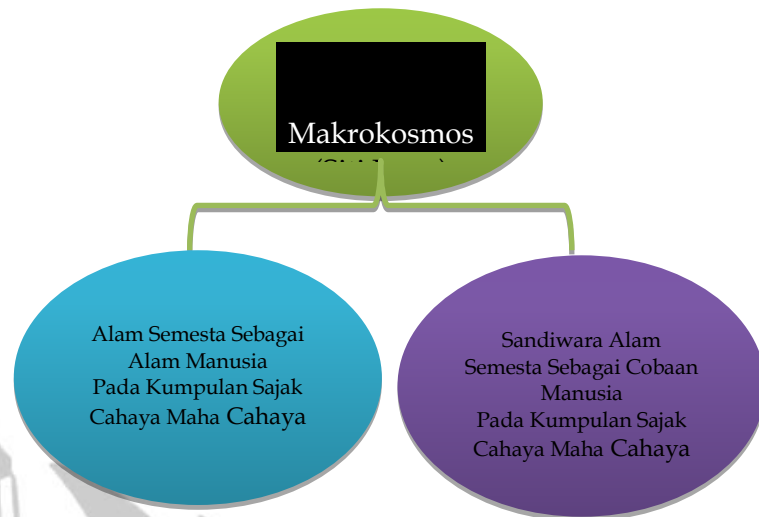 Makrokosmos
Alam Semesta Sebagai
Alam Manusia
Pada Kumpulan Sajak
Cahaya Maha Cahaya
Sandiwara Alam
Semesta Sebagai Cobaan
Manusia
Pada Kumpulan Sajak
Cahaya Maha Cahaya